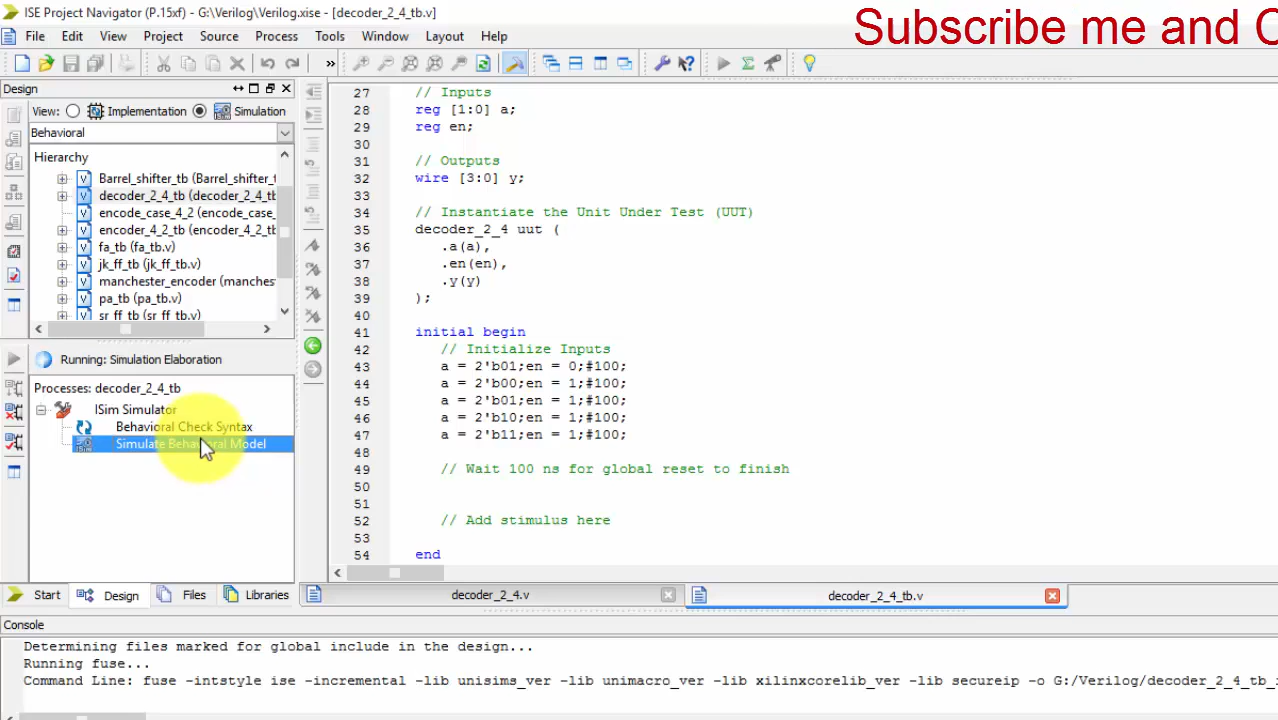 ISE Project Navigator (P.15xf) - G:\Verilog\Verilog.xise - [decoder_2_4_tb.v]
Subscribe me and C
File Edit View Project Source Process Tools Window Layout Help
Design
View: Implementation Simulation
Behavioral
Hierarchy
Barrel_shifter_tb (Barrel_shifter_t
decoder_2_4_tb (decoder_2_4_tb
encode_case_4_2 (encode_case_
encoder_4_2_tb (encoder_4_2_tb
fa_tb (fa_tb.v)
jk_ff_tb (jk_ff_tb.v)
manchester_encoder (manches
pa_tb (pa_tb.v)
sr_ff_tb (sr_ff_tb.v)
Running: Simulation Elaboration
Processes: decoder_2_4_tb
ISim Simulator
Behavioral Check Syntax
Simulate Behavioral Model
Start Design Files Libraries
27 // Inputs
28 reg [1:0] a;
29 reg en;
30
31 // Outputs
32 wire [3:0] y;
33
34 // Instantiate the Unit Under Test (UUT)
35 decoder_2_4 uut (
36 .a(a),
37 .en(en),
38 .y(y)
39 );
40
41 initial begin
42 // Initialize Inputs
43 a = 2'b01;en = 0;#100;
44 a = 2'b00;en = 1;#100;
45 a = 2'b01;en = 1;#100;
46 a = 2'b10;en = 1;#100;
47 a = 2'b11;en = 1;#100;
48
49 // Wait 100 ns for global reset to finish
50
51
52 // Add stimulus here
53
54 end
decoder_2_4.v decoder_2_4_tb.v
Console
Determining files marked for global include in the design...
Running fuse...
Command Line: fuse -intstyle ise -incremental -lib unisims_ver -lib unimacro_ver -lib xilinxcorelib_ver -lib secureip -o G:/Verilog/decoder_2_4_tb_i